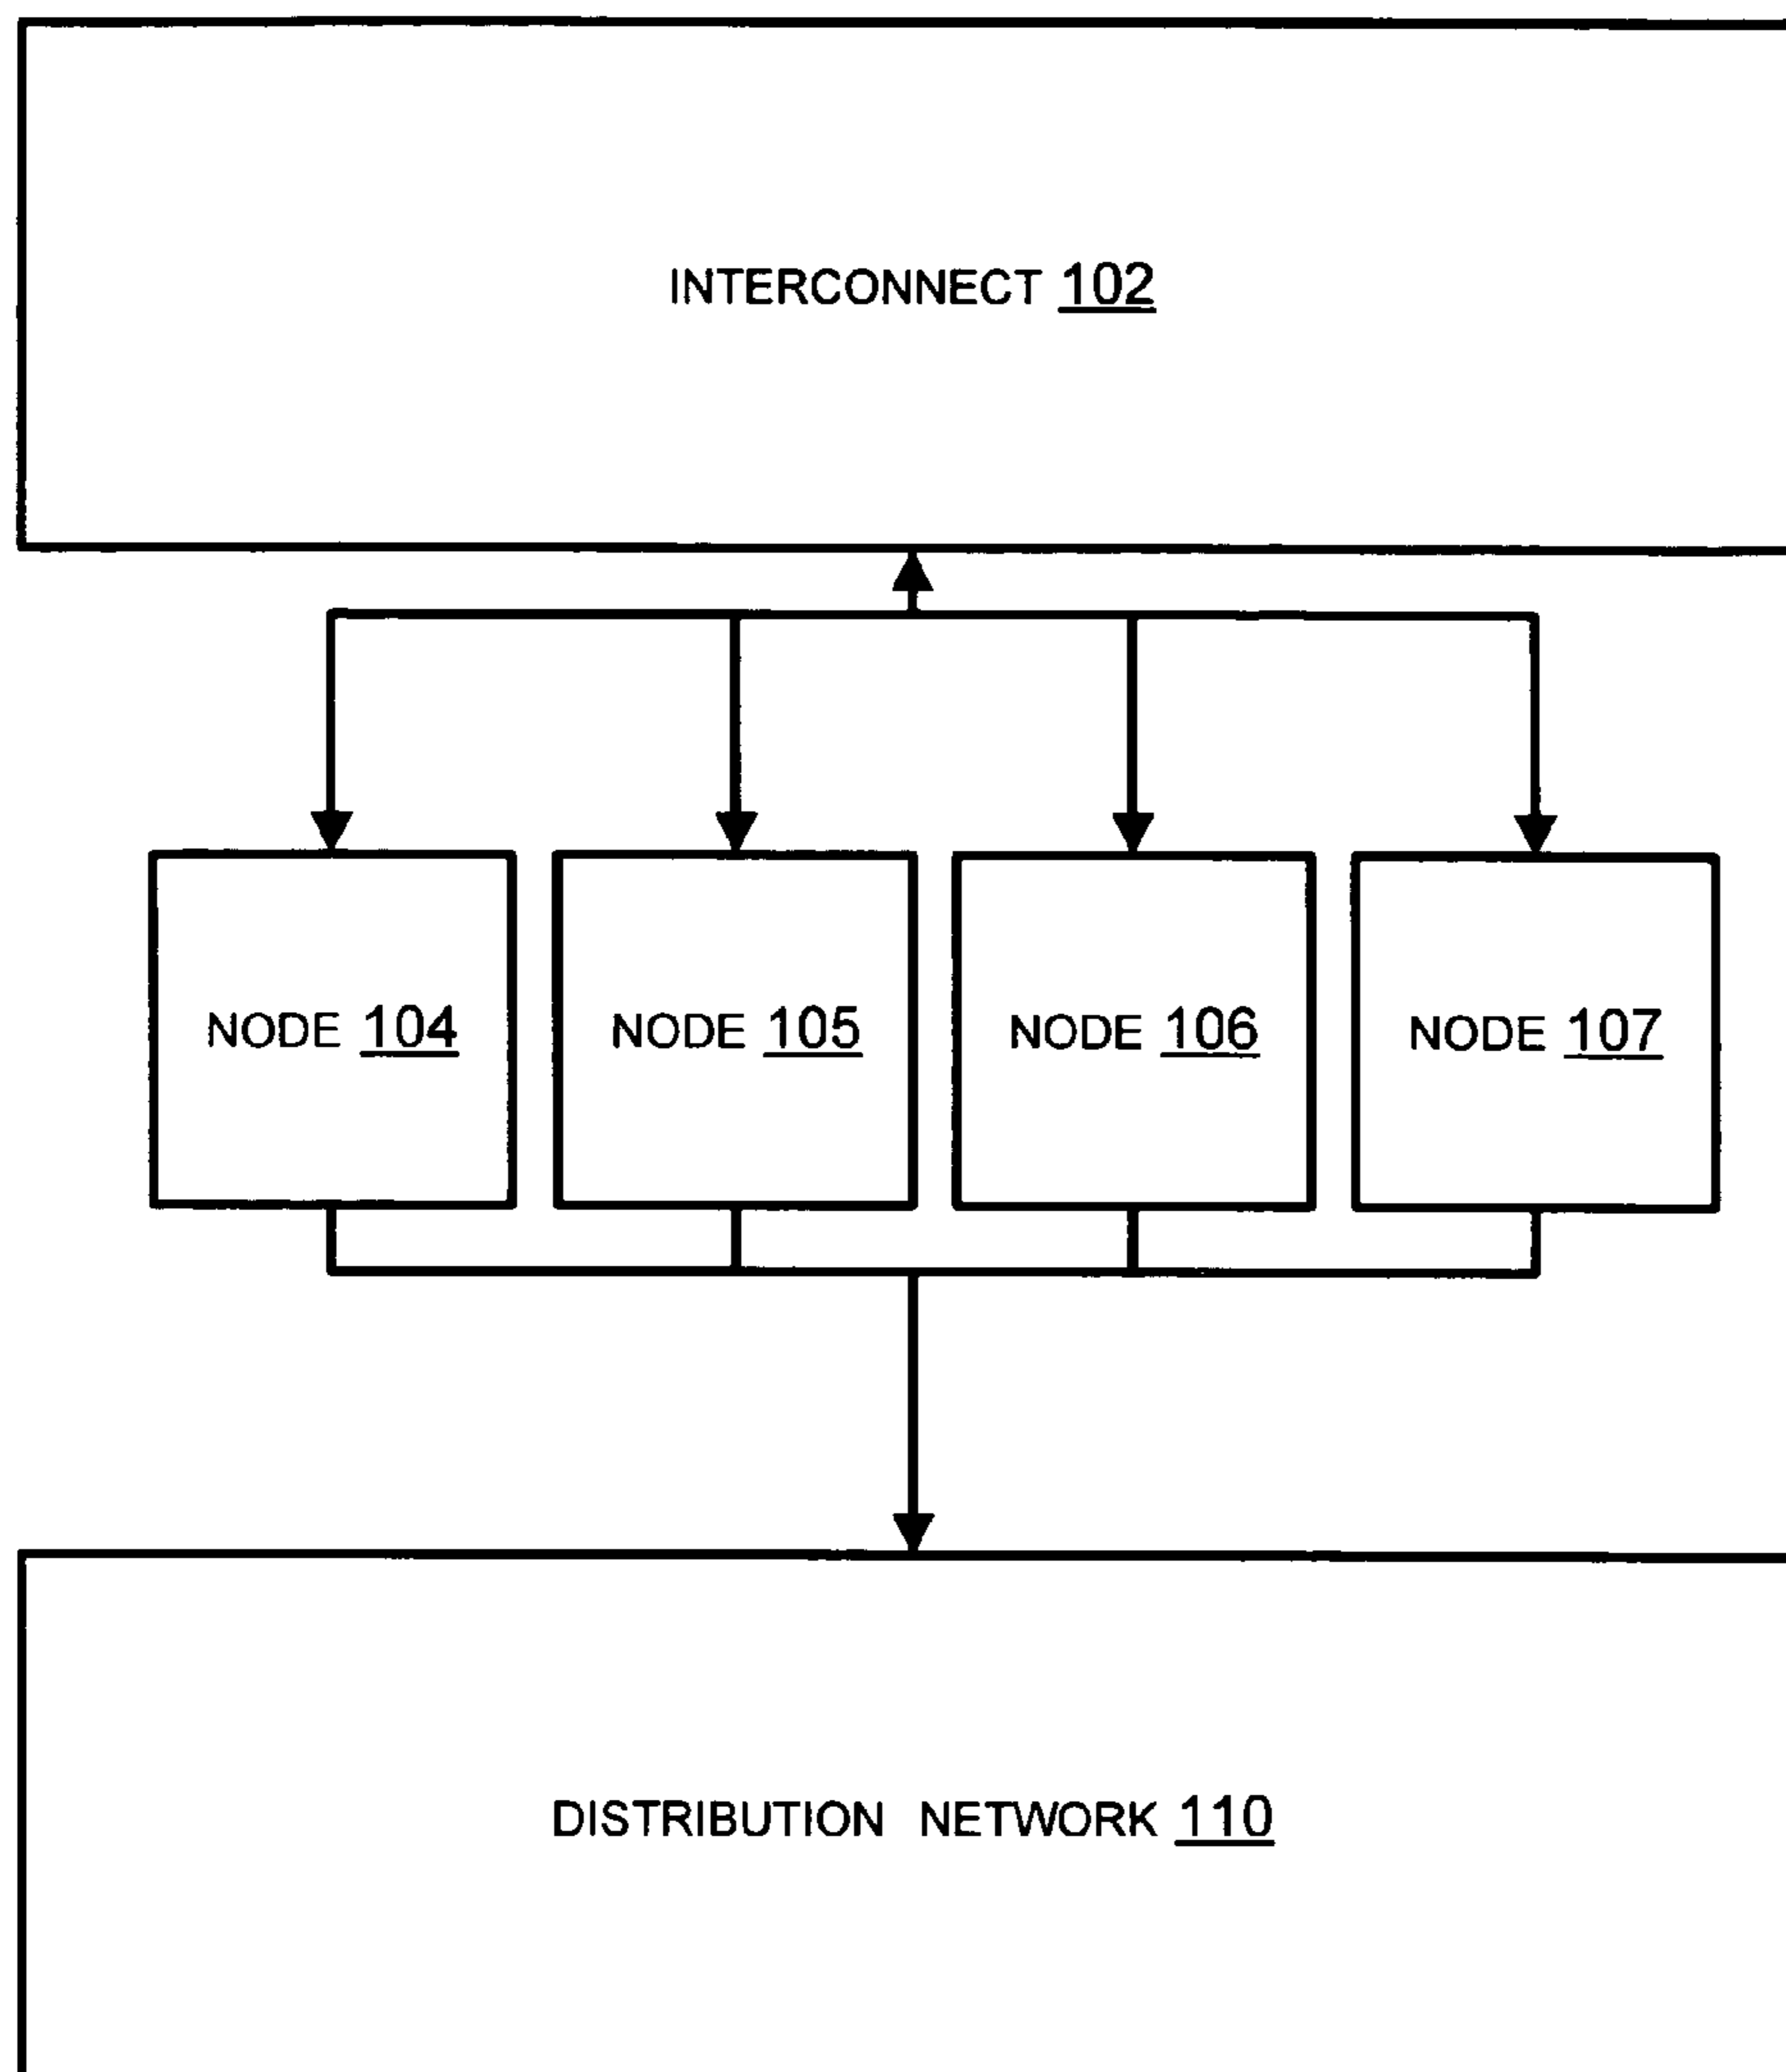 INTERCONNECT 102
NODE 104
NODE 105
NODE 106
NODE 107
DISTRIBUTION NETWORK 110